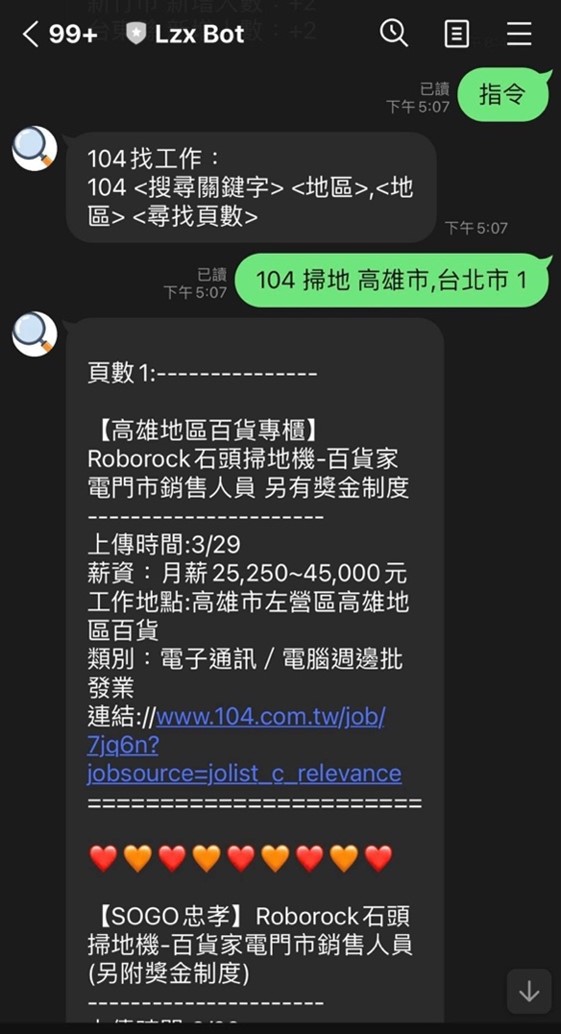 99+ Lzx Bot
已讀
下午5:07
指令
104找工作：
104 <搜尋關鍵字> <地區>,<地
區> <尋找頁數>
下午5:07
已讀
下午5:07
104 掃地 高雄市,台北市 1
頁數1:---------------
【高雄地區百貨專櫃】
Roborock石頭掃地機-百貨家
電門市銷售人員 另有獎金制度
----------------------
上傳時間:3/29
薪資：月薪25,250~45,000元
工作地點:高雄市左營區高雄地
區百貨
類別：電子通訊／電腦週邊批
發業
連結://www.104.com.tw/job/
7jq6n?
jobsource=jolist_c_relevance
=======================
【SOGO忠孝】Roborock石頭
掃地機-百貨家電門市銷售人員
(另附獎金制度)
----------------------